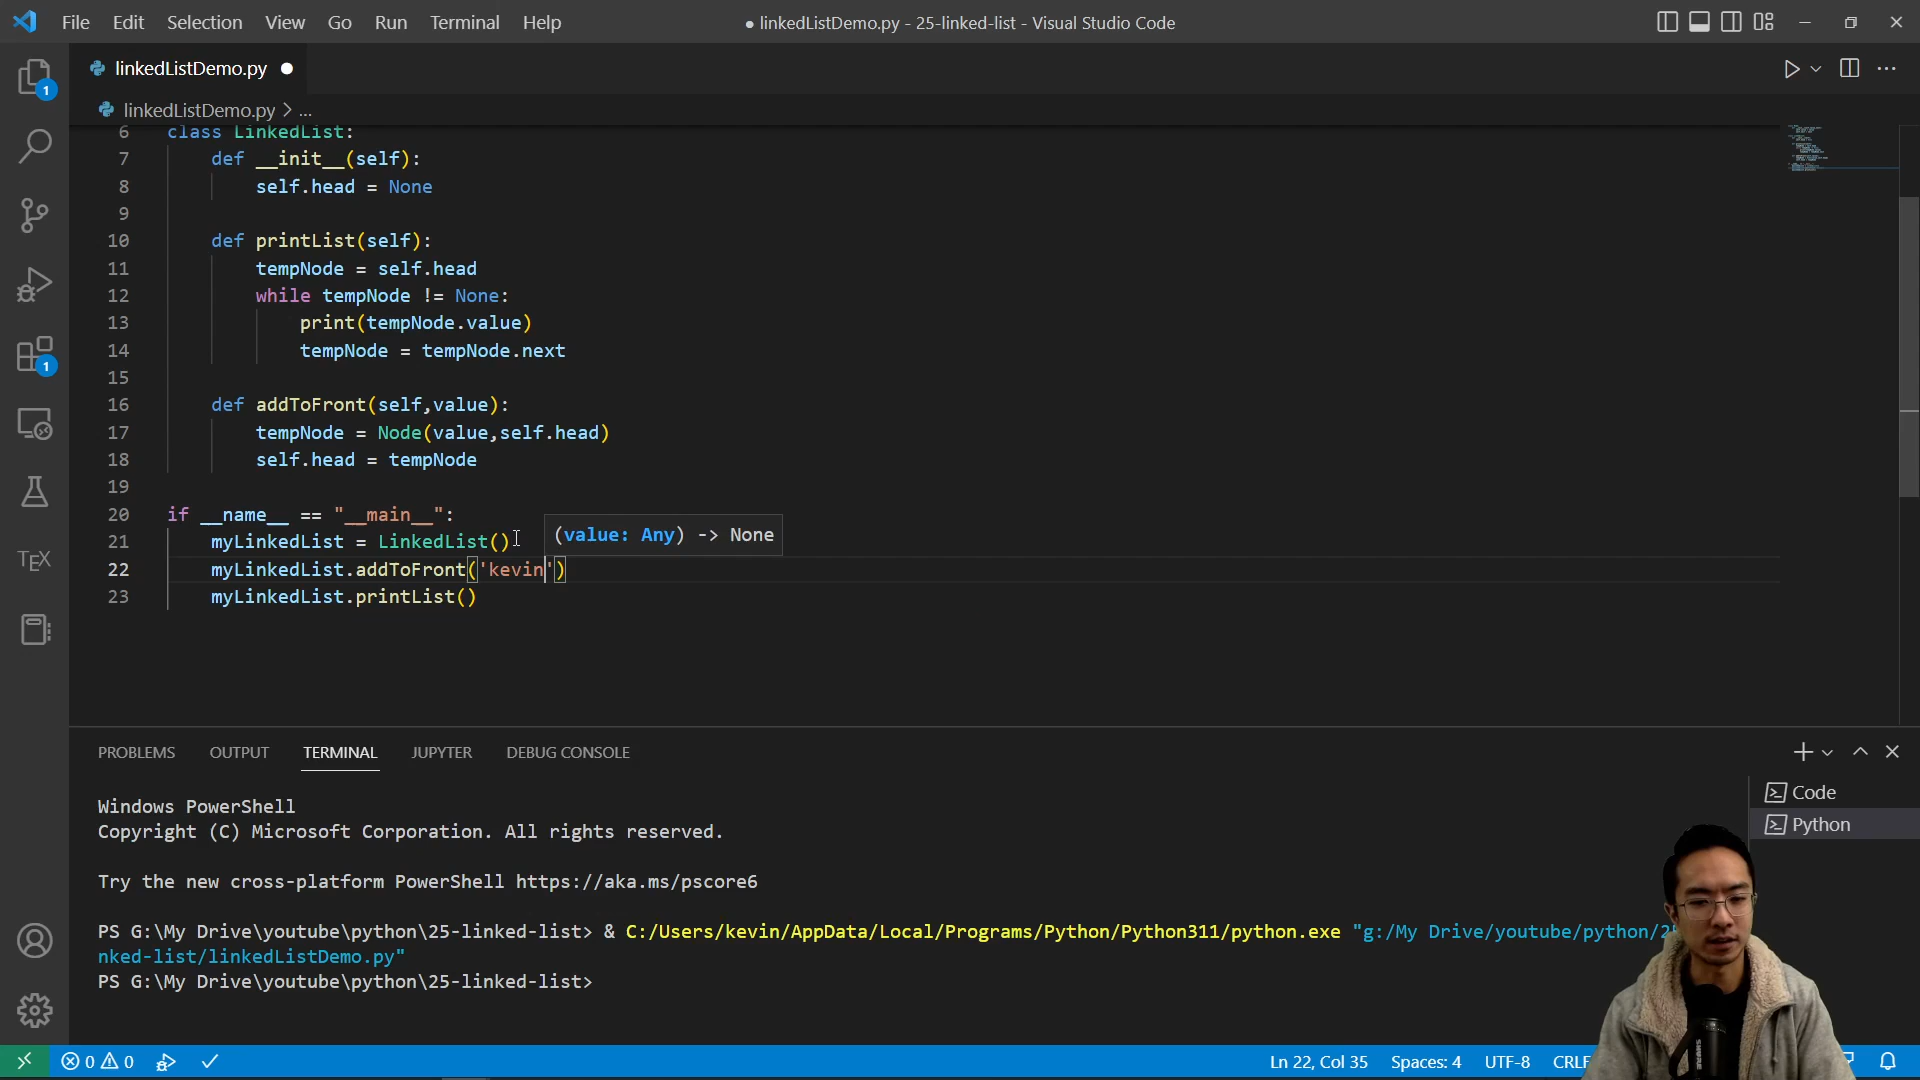 File Edit Selection View Go Run Terminal Help
● linkedListDemo.py - 25-linked-list - Visual Studio Code
linkedListDemo.py ●
linkedListDemo.py > ...
6 class LinkedList:
7 def __init__(self):
8 self.head = None
9
10 def printList(self):
11 tempNode = self.head
12 while tempNode != None:
13 print(tempNode.value)
14 tempNode = tempNode.next
15
16 def addToFront(self,value):
17 tempNode = Node(value,self.head)
18 self.head = tempNode
19
20 if __name__ == "__main__":
21 myLinkedList = LinkedList()
(value: Any) -> None
22 myLinkedList.addToFront('kevin')
23 myLinkedList.printList()
1
1
TEX
PROBLEMS OUTPUT TERMINAL JUPYTER DEBUG CONSOLE
Code
Python
Windows PowerShell
Copyright (C) Microsoft Corporation. All rights reserved.
Try the new cross-platform PowerShell https://aka.ms/pscore6
PS G:\My Drive\youtube\python\25-linked-list> & C:/Users/kevin/AppData/Local/Programs/Python/Python311/python.exe "g:/My Drive/youtube/python/2
nked-list/linkedListDemo.py"
PS G:\My Drive\youtube\python\25-linked-list>
0 0 Ln 22, Col 35 Spaces: 4 UTF-8 CRLF